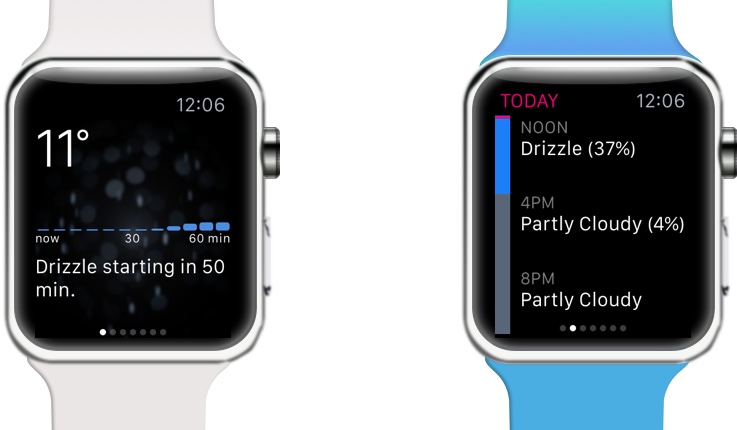 12:06
11°
now 30 60 min
Drizzle starting in 50
min.
TODAY 12:06
NOON
Drizzle (37%)
4PM
Partly Cloudy (4%)
8PM
Partly Cloudy